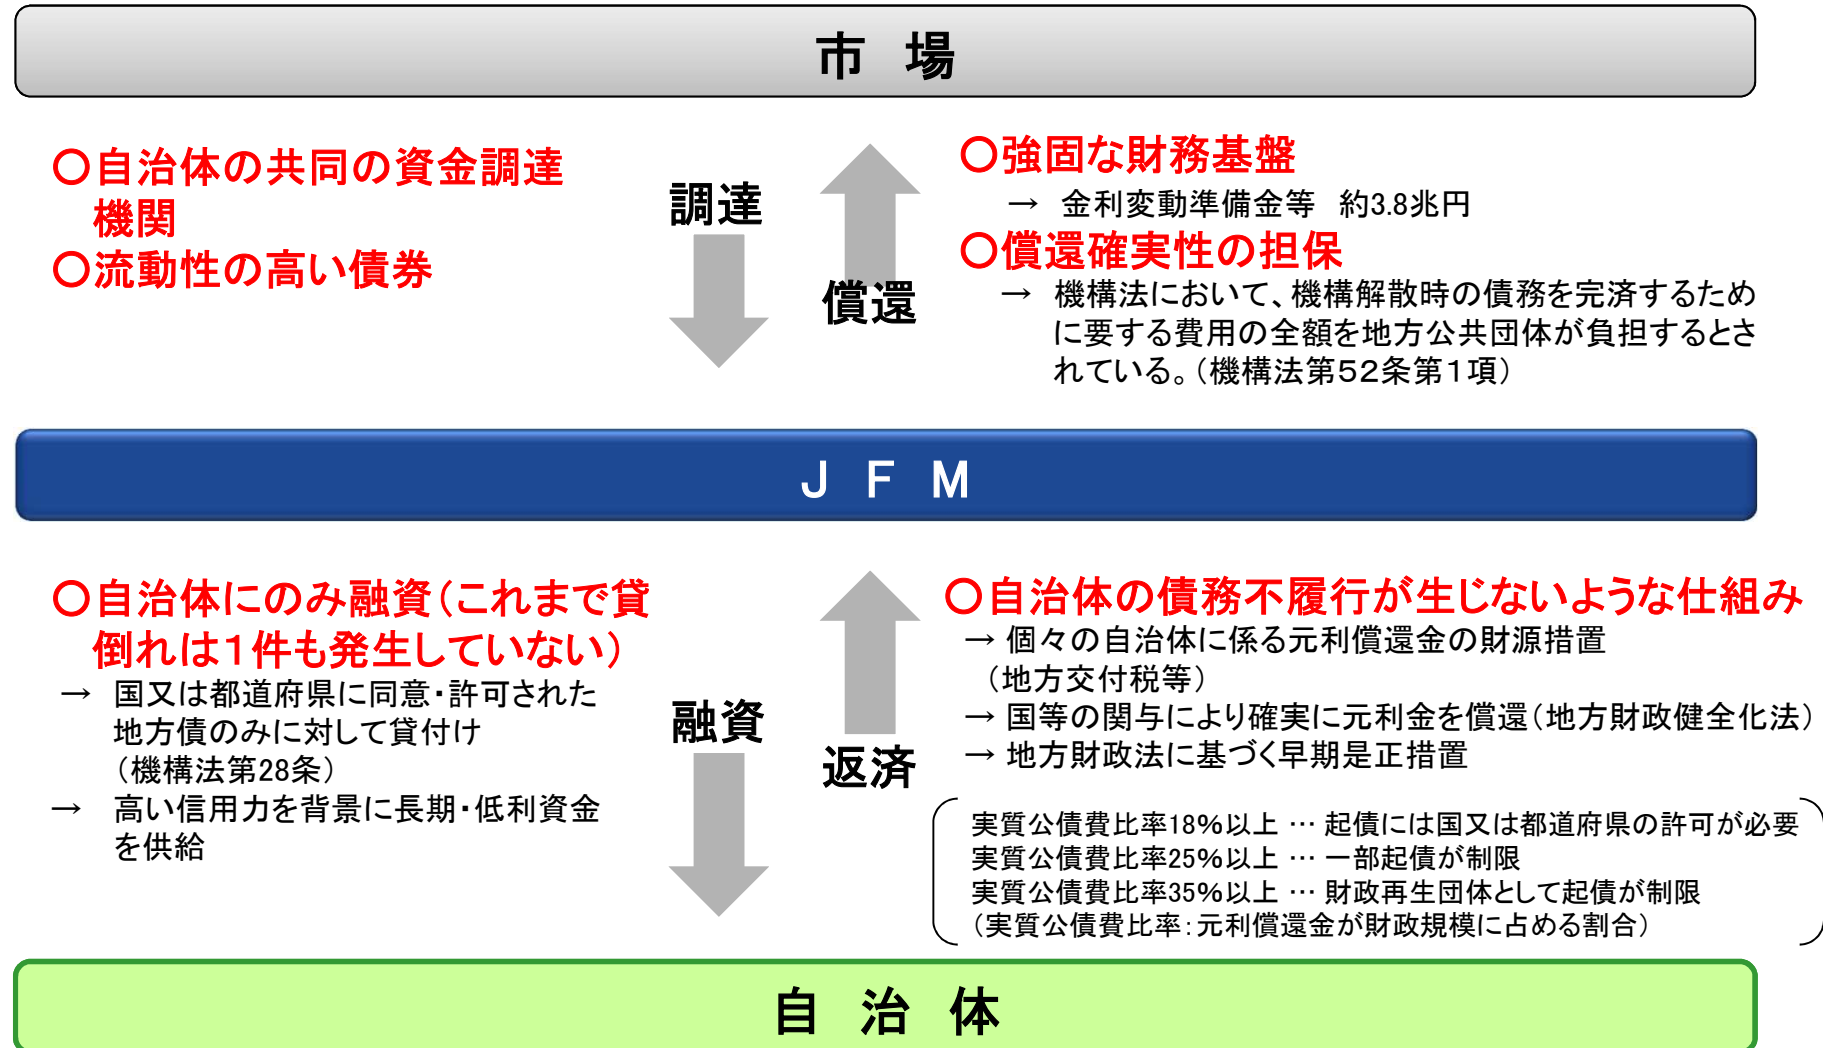 市 場
○自治体の共同の資金調達
機関
○流動性の高い債券
調達
償還
○強固な財務基盤
→ 金利変動準備金等 約3.8兆円
○償還確実性の担保
→ 機構法において、機構解散時の債務を完済するため
に要する費用の全額を地方公共団体が負担するとさ
れている。（機構法第５２条第１項）
ＪＦＭ
○自治体にのみ融資（これまで貸
倒れは１件も発生していない）
→ 国又は都道府県に同意・許可された
地方債のみに対して貸付け
（機構法第28条）
→ 高い信用力を背景に長期・低利資金
を供給
融資
返済
○自治体の債務不履行が生じないような仕組み
→ 個々の自治体に係る元利償還金の財源措置
（地方交付税等）
→ 国等の関与により確実に元利金を償還（地方財政健全化法）
→ 地方財政法に基づく早期是正措置
実質公債費比率18％以上 … 起債には国又は都道府県の許可が必要
実質公債費比率25％以上 … 一部起債が制限
実質公債費比率35％以上 … 財政再生団体として起債が制限
（実質公債費比率：元利償還金が財政規模に占める割合）
自 治 体